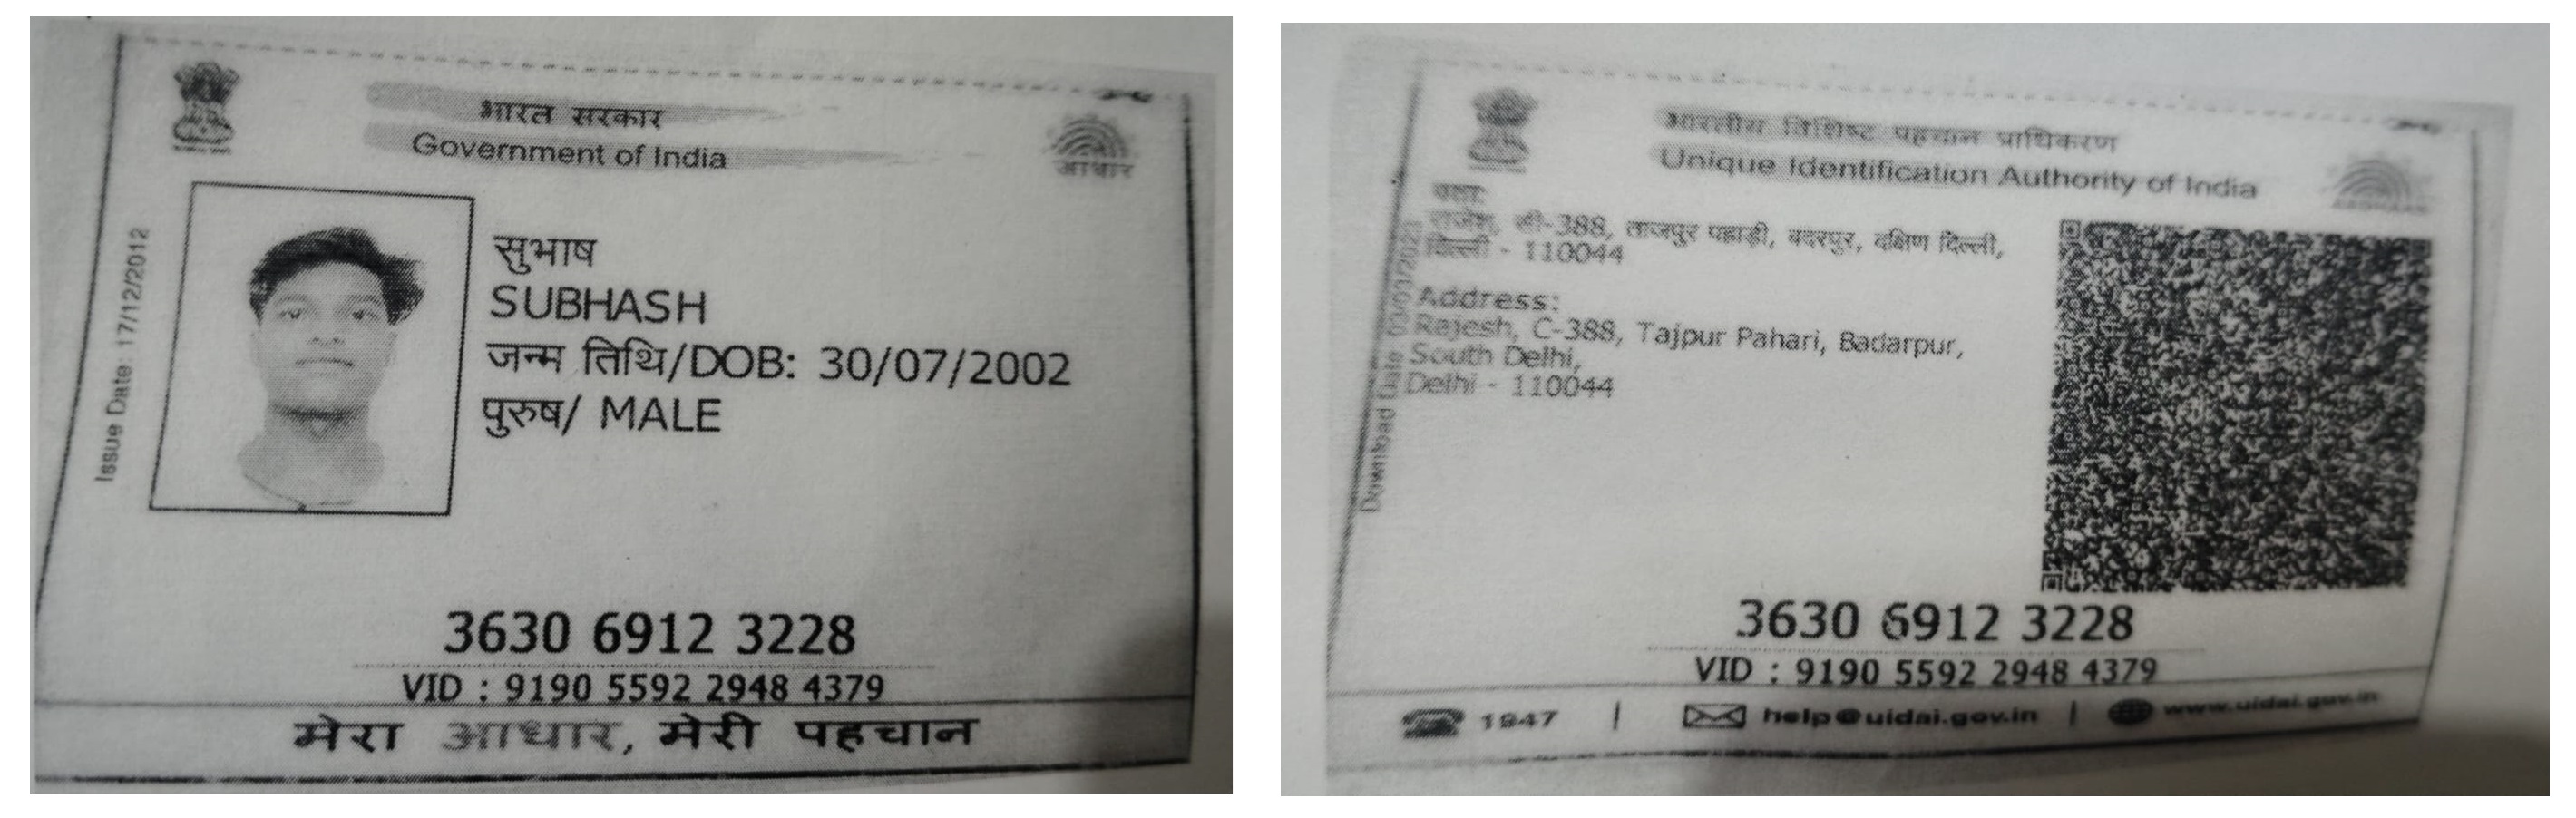 भारत सरकार
Government of India
आधार
Issue Date: 17/12/2012
सुभाष
SUBHASH
जन्म तिथि/DOB: 30/07/2002
पुरुष/ MALE
3630 6912 3228
VID : 9190 5592 2948 4379
मेरा आधार, मेरी पहचान
भारतीय विशिष्ट पहचान प्राधिकरण
Unique Identification Authority of India
AADHAAR
Download Date:
पता:
राजेश, सी-388, ताजपुर पहाड़ी, बदरपुर, दक्षिण दिल्ली,
दिल्ली - 110044
Address:
Rajesh, C-388, Tajpur Pahari, Badarpur,
South Delhi,
Delhi - 110044
3630 6912 3228
VID : 9190 5592 2948 4379
1947 | help@uidai.gov.in | www.uidai.gov.in